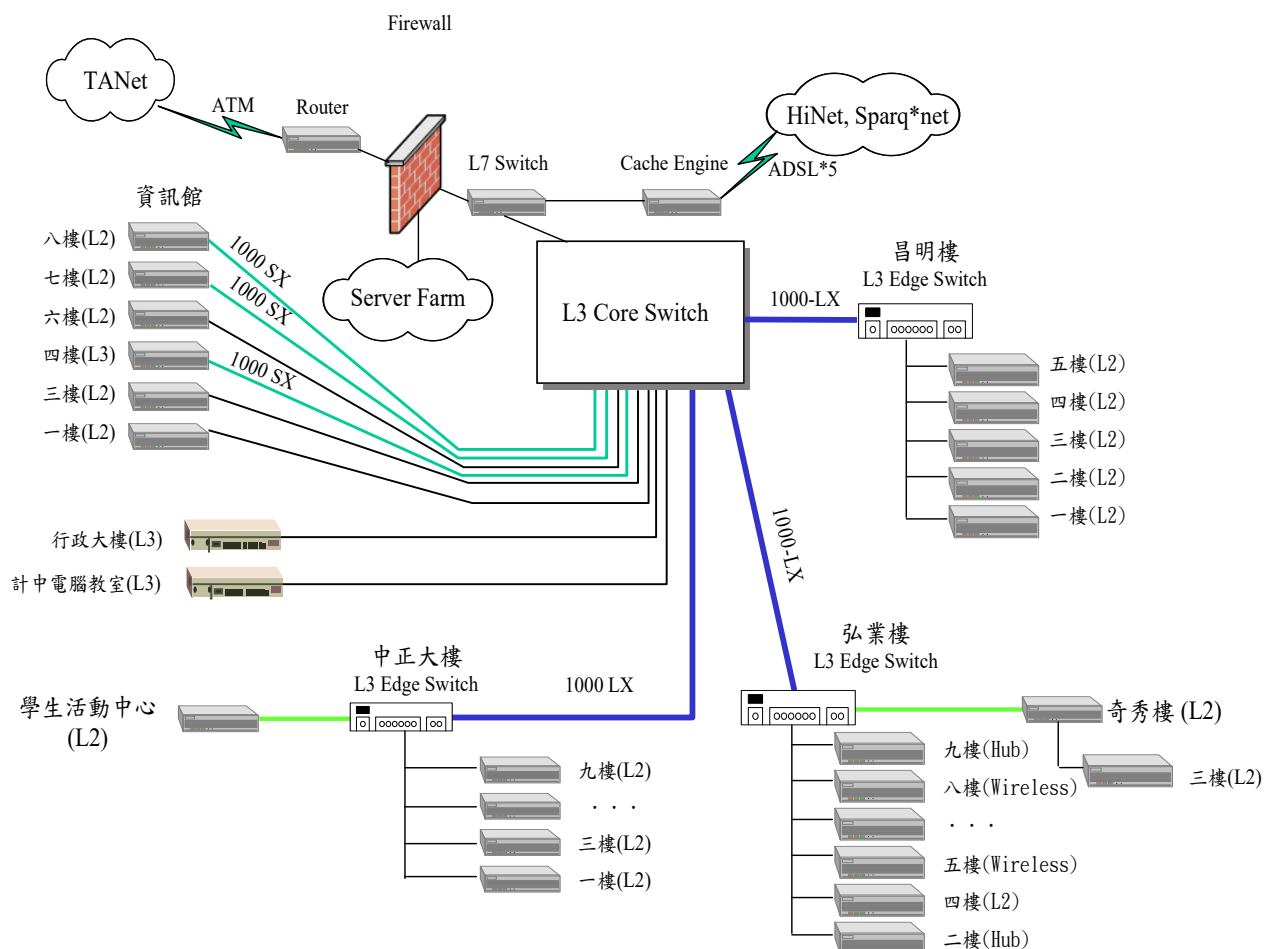 Firewall
TANet
ATM
Router
HiNet, Sparq*net
ADSL*5
L7 Switch
Cache Engine
資訊館
八樓(L2)
七樓(L2)
六樓(L2)
四樓(L3)
三樓(L2)
一樓(L2)
1000 SX
1000 SX
1000 SX
Server Farm
L3 Core Switch
1000-LX
昌明樓
L3 Edge Switch
五樓(L2)
四樓(L2)
三樓(L2)
二樓(L2)
一樓(L2)
行政大樓(L3)
計中電腦教室(L3)
1000-LX
中正大樓
L3 Edge Switch
1000 LX
學生活動中心
(L2)
九樓(L2)
· · ·
三樓(L2)
一樓(L2)
弘業樓
L3 Edge Switch
奇秀樓 (L2)
三樓(L2)
九樓(Hub)
八樓(Wireless)
· · ·
五樓(Wireless)
四樓(L2)
二樓(Hub)